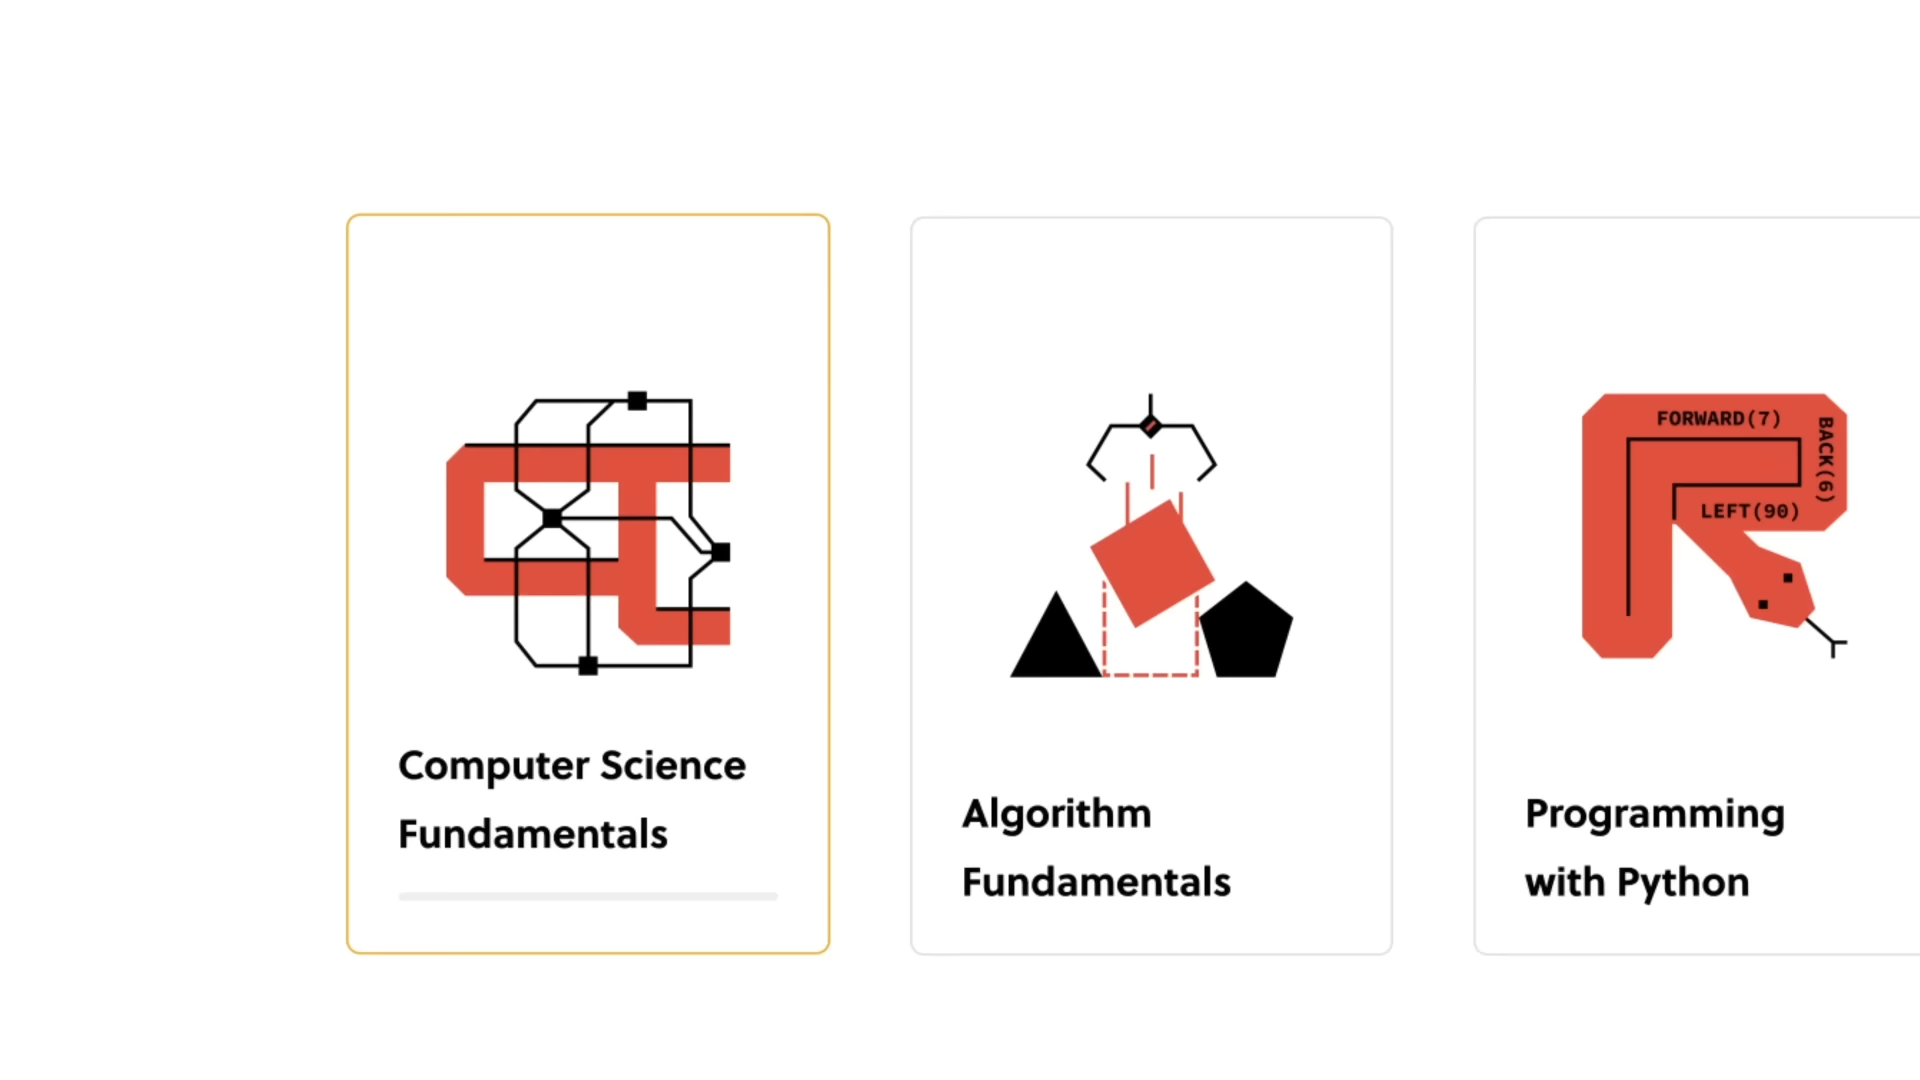 Computer Science
Fundamentals
Algorithm
Fundamentals
FORWARD(7)
BACK(6)
LEFT(90)
Programming
with Python